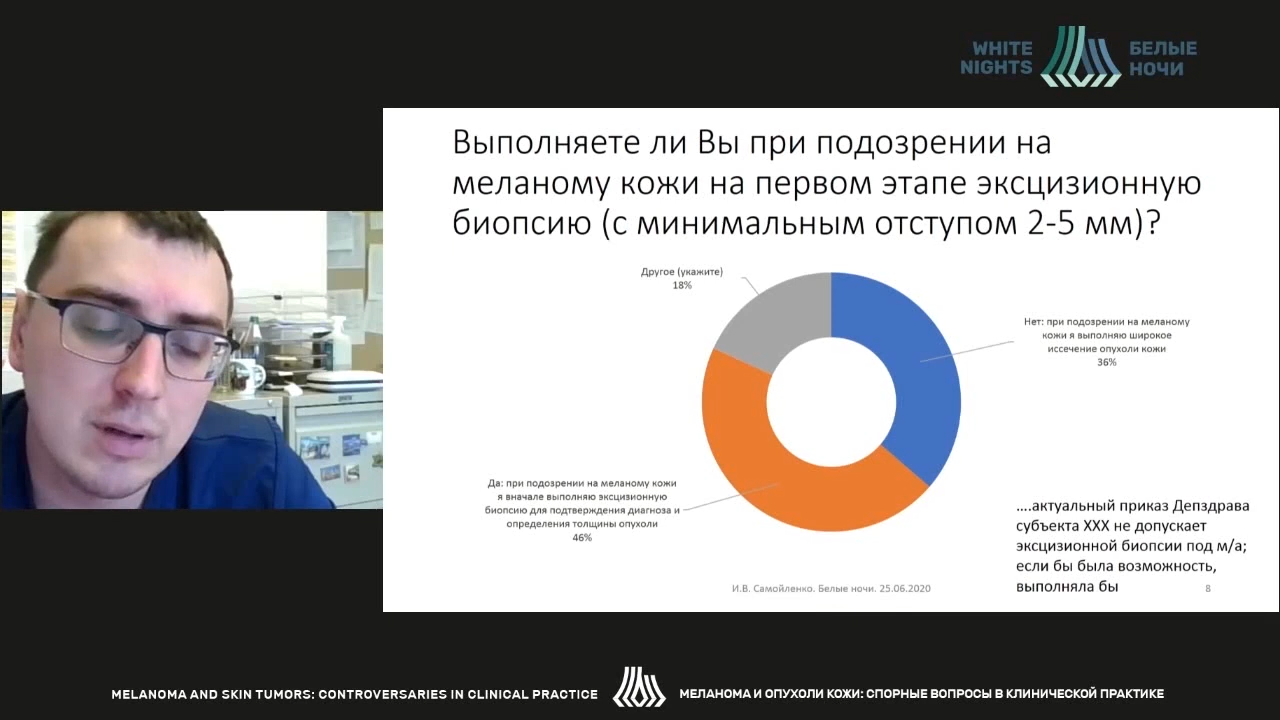 WHITE
NIGHTS
БЕЛЫЕ
НОЧИ
Выполняете ли Вы при подозрении на
меланому кожи на первом этапе эксцизионную
биопсию (с минимальным отступом 2-5 мм)?
Другое (укажите)
18%
Нет: при подозрении на меланому
кожи я выполняю широкое
иссечение опухоли кожи
36%
Да: при подозрении на меланому кожи
я вначале выполняю эксцизионную
биопсию для подтверждения диагноза и
определения толщины опухоли
46%
....актуальный приказ Депздрава
субъекта XXX не допускает
эксцизионной биопсии под м/а;
если бы была возможность,
выполняла бы
И.В. Самойленко. Белые ночи. 25.06.2020
8
MELANOMA AND SKIN TUMORS: CONTROVERSARIES IN CLINICAL PRACTICE
МЕЛАНОМА И ОПУХОЛИ КОЖИ: СПОРНЫЕ ВОПРОСЫ В КЛИНИЧЕСКОЙ ПРАКТИКЕ